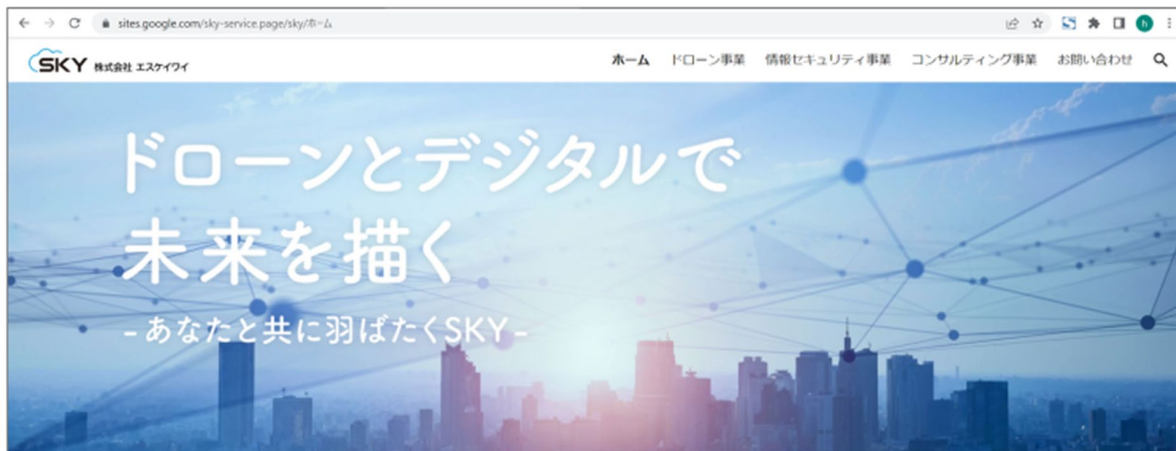 sites.google.com/sky-service.page/sky/ホーム
h
SKY 株式会社 エスケイワイ
ホーム ドローン事業 情報セキュリティ事業 コンサルティング事業 お問い合わせ
ドローンとデジタルで
未来を描く
-あなたと共に羽ばたくSKY-